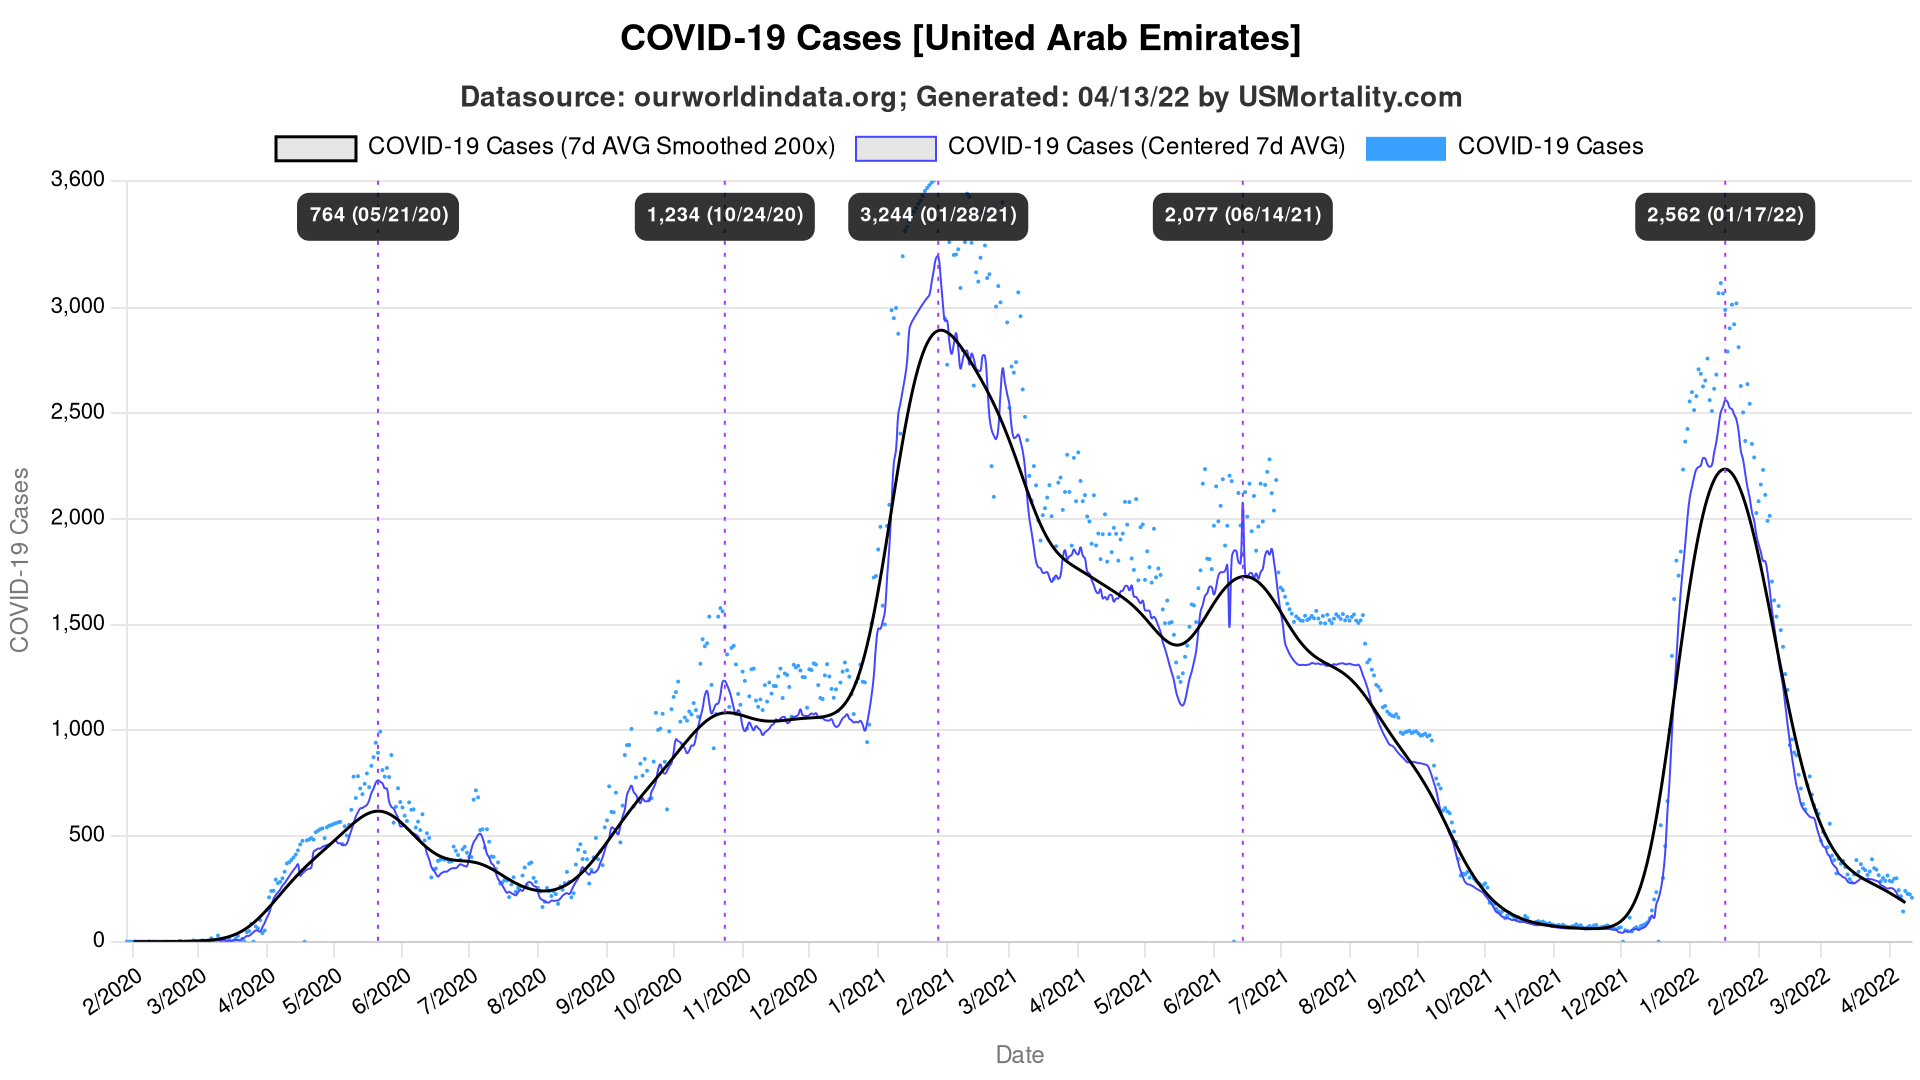 COVID-19 Cases [United Arab Emirates]
Datasource: ourworldindata.org; Generated: 04/13/22 by USMortality.com
COVID-19 Cases (7d AVG Smoothed 200x) COVID-19 Cases (Centered 7d AVG) COVID-19 Cases
3,600
764 (05/21/20) 1,234 (10/24/20) 3,244 (01/28/21) 2,077 (06/14/21) 2,562 (01/17/22)
3,000
2,500
2,000
1,500
1,000
500
0
COVID-19 Cases
2/2020 3/2020 4/2020 5/2020 6/2020 7/2020 8/2020 9/2020 10/2020 11/2020 12/2020 1/2021 2/2021 3/2021 4/2021 5/2021 6/2021 7/2021 8/2021 9/2021 10/2021 11/2021 12/2021 1/2022 2/2022 3/2022 4/2022
Date